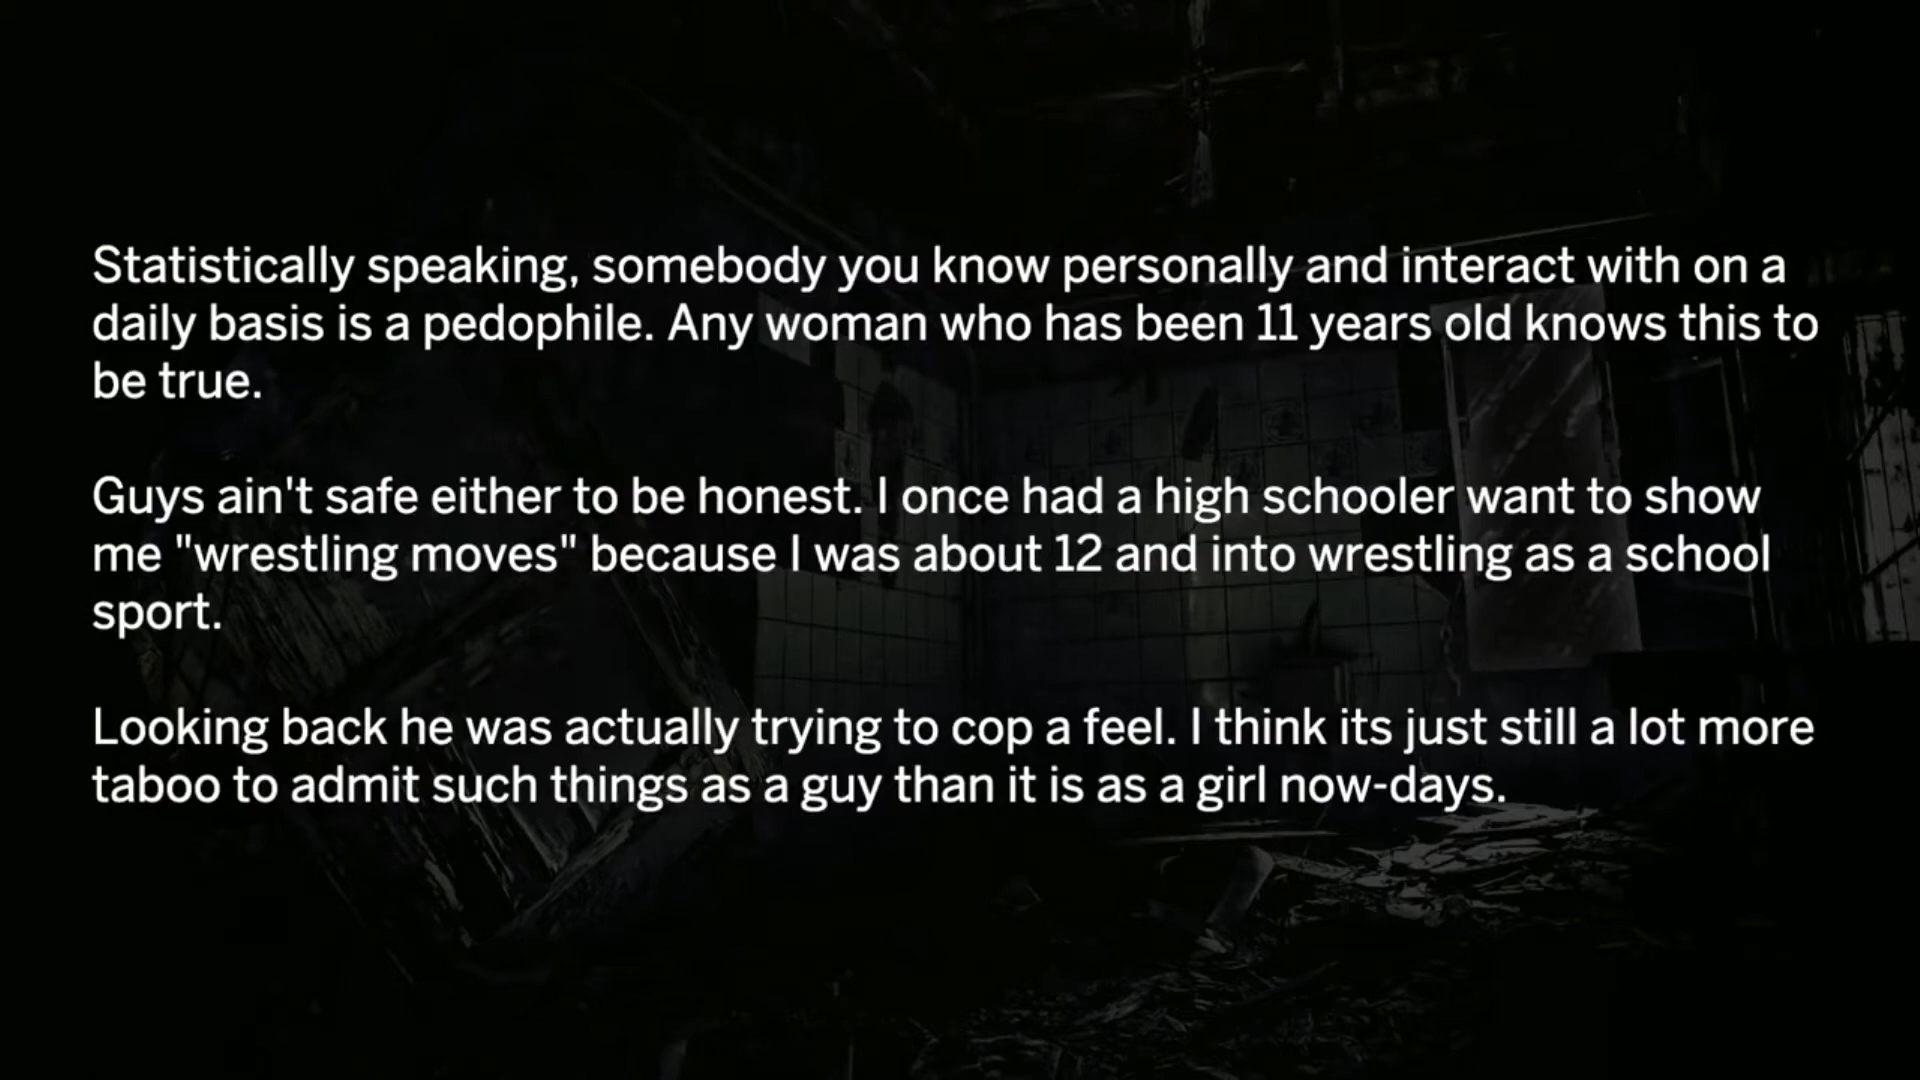 Statistically speaking, somebody you know personally and interact with on a
daily basis is a pedophile. Any woman who has been 11 years old knows this to
be true.
Guys ain't safe either to be honest. I once had a high schooler want to show
me "wrestling moves" because I was about 12 and into wrestling as a school
sport.
Looking back he was actually trying to cop a feel. I think its just still a lot more
taboo to admit such things as a guy than it is as a girl now-days.